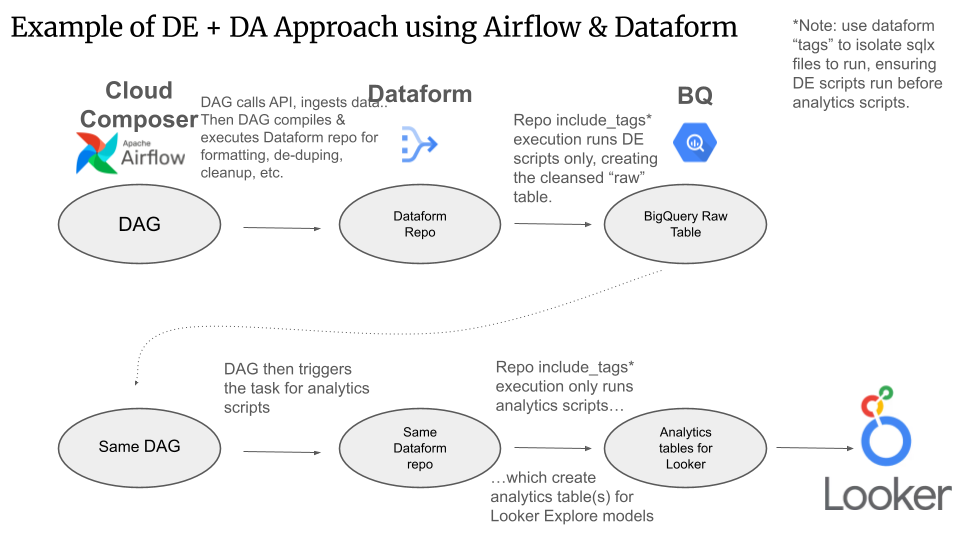 Example of DE + DA Approach using Airflow & Dataform
*Note: use dataform
“tags” to isolate sqlx
files to run, ensuring
DE scripts run before
analytics scripts.
Cloud
Composer
Apache
Airflow
DAG calls API, ingests data..
Then DAG compiles &
executes Dataform repo for
formatting, de-duping,
cleanup, etc.
Dataform
Repo include_tags*
execution runs DE
scripts only, creating
the cleansed “raw”
table.
BQ
DAG
Dataform
Repo
BigQuery Raw
Table
DAG then triggers
the task for analytics
scripts
Repo include_tags*
execution only runs
analytics scripts…
Same DAG
Same
Dataform
repo
Analytics
tables for
Looker
…which create
analytics table(s) for
Looker Explore models
Looker